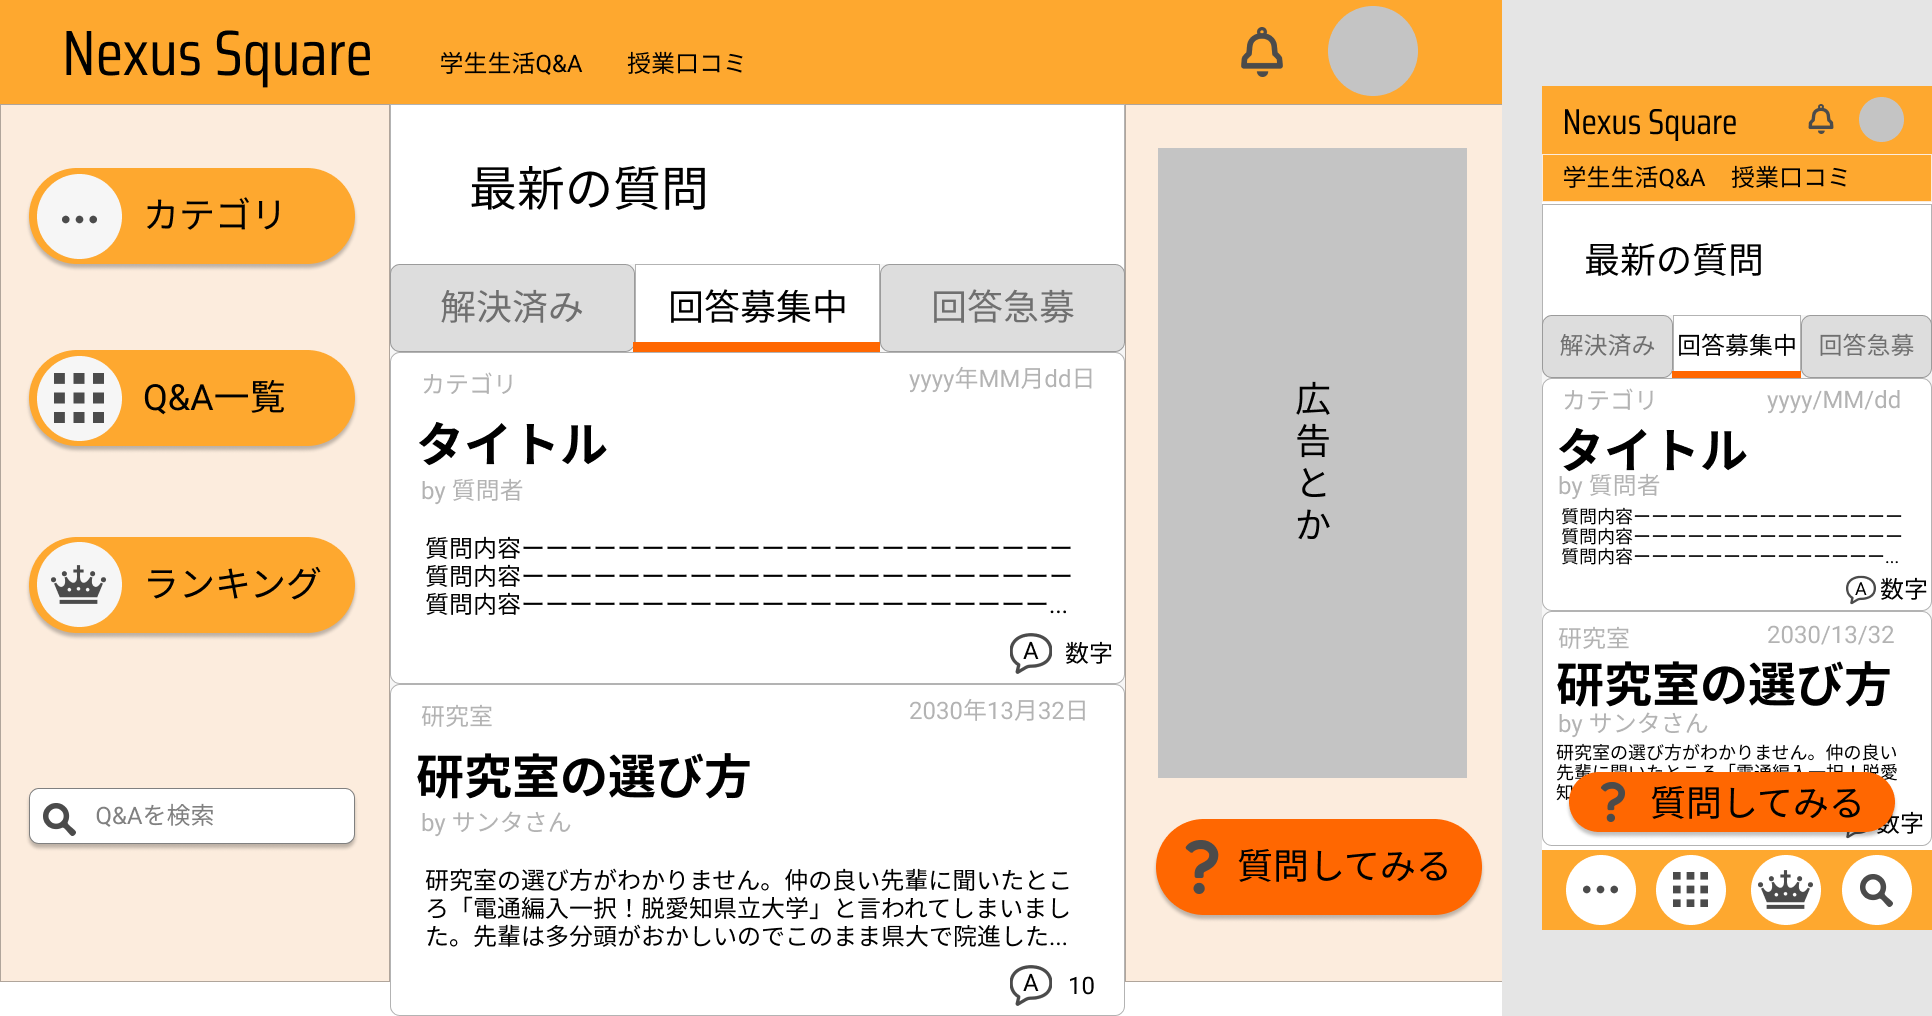 Nexus Square
学生生活Q&A 授業口コミ
カテゴリ
Q&A一覧
ランキング
Q&Aを検索
最新の質問
解決済み 回答募集中 回答急募
カテゴリ yyyy年MM月dd日
タイトル
by 質問者
質問内容ーーーーーーーーーーーーーーーーーーーーーーー
質問内容ーーーーーーーーーーーーーーーーーーーーーーー
質問内容ーーーーーーーーーーーーーーーーーーーーーー...
A 数字
研究室 2030年13月32日
研究室の選び方
by サンタさん
研究室の選び方がわかりません。仲の良い先輩に聞いたとこ
ろ「電通編入一択！脱愛知県立大学」と言われてしまいまし
た。先輩は多分頭がおかしいのでこのまま県大で院進した...
A 10
広告とか
? 質問してみる
Nexus Square
学生生活Q&A 授業口コミ
最新の質問
解決済み 回答募集中 回答急募
カテゴリ yyyy/MM/dd
タイトル
by 質問者
質問内容ーーーーーーーーーーーーーーー
質問内容ーーーーーーーーーーーーーーー
質問内容ーーーーーーーーーーーーーー...
A 数字
研究室 2030/13/32
研究室の選び方
by サンタさん
研究室の選び方がわかりません。仲の良い
先輩に聞いたところ「電通編入一択！脱愛
知
? 質問してみる
数字